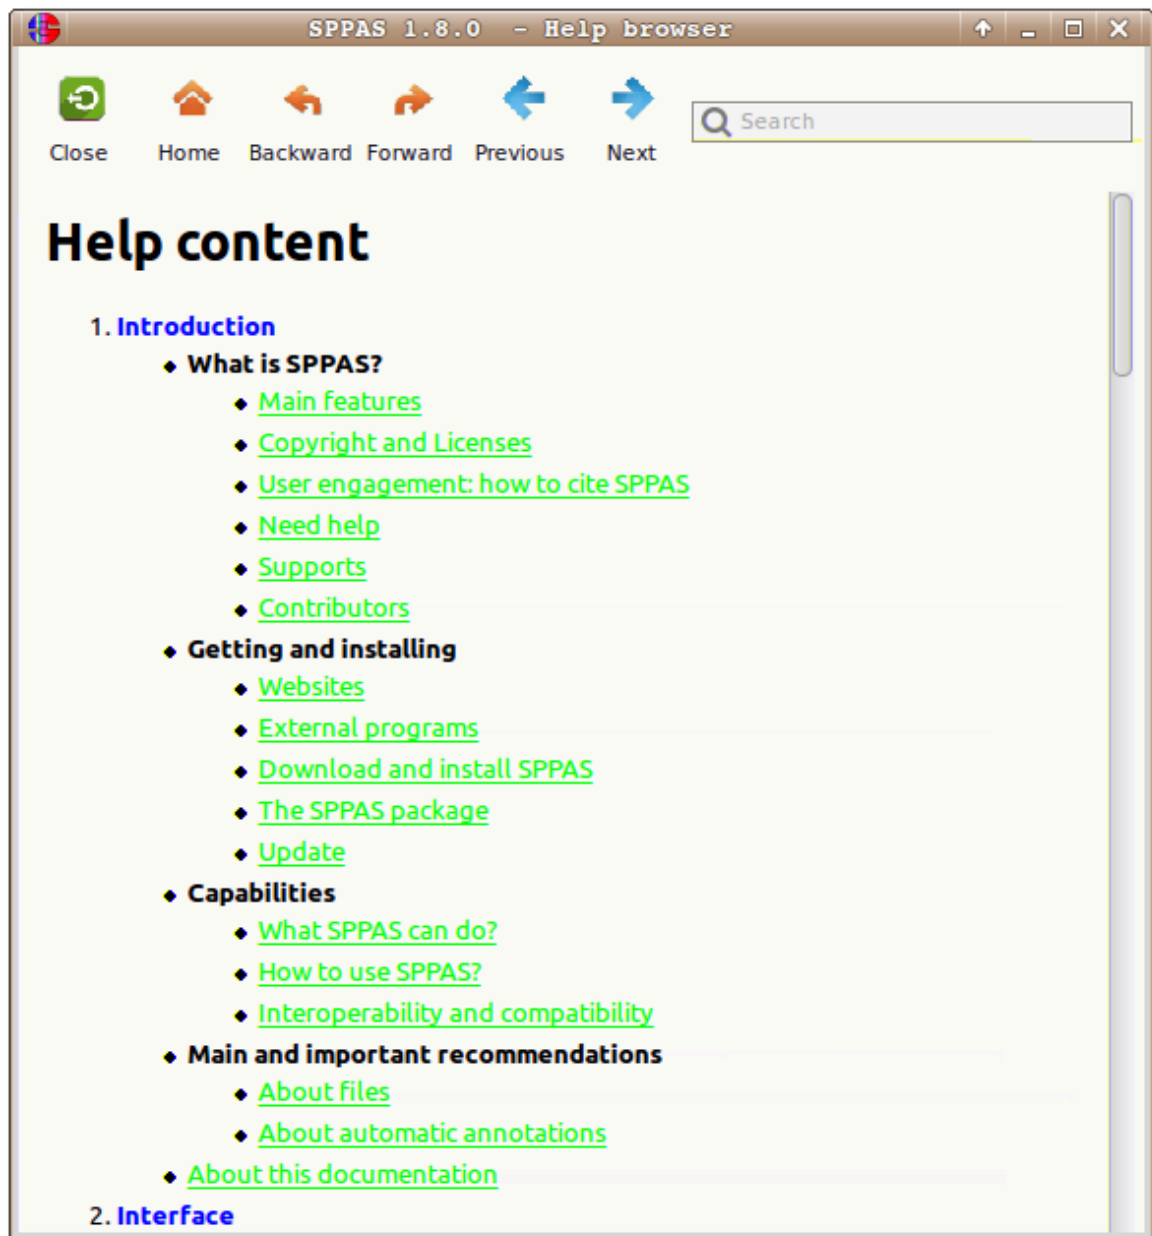 SPPAS 1.8.0 - Help browser
Close Home Backward Forward Previous Next Search
Help content
1. Introduction
What is SPPAS?
Main features
Copyright and Licenses
User engagement: how to cite SPPAS
Need help
Supports
Contributors
Getting and installing
Websites
External programs
Download and install SPPAS
The SPPAS package
Update
Capabilities
What SPPAS can do?
How to use SPPAS?
Interoperability and compatibility
Main and important recommendations
About files
About automatic annotations
About this documentation
2. Interface